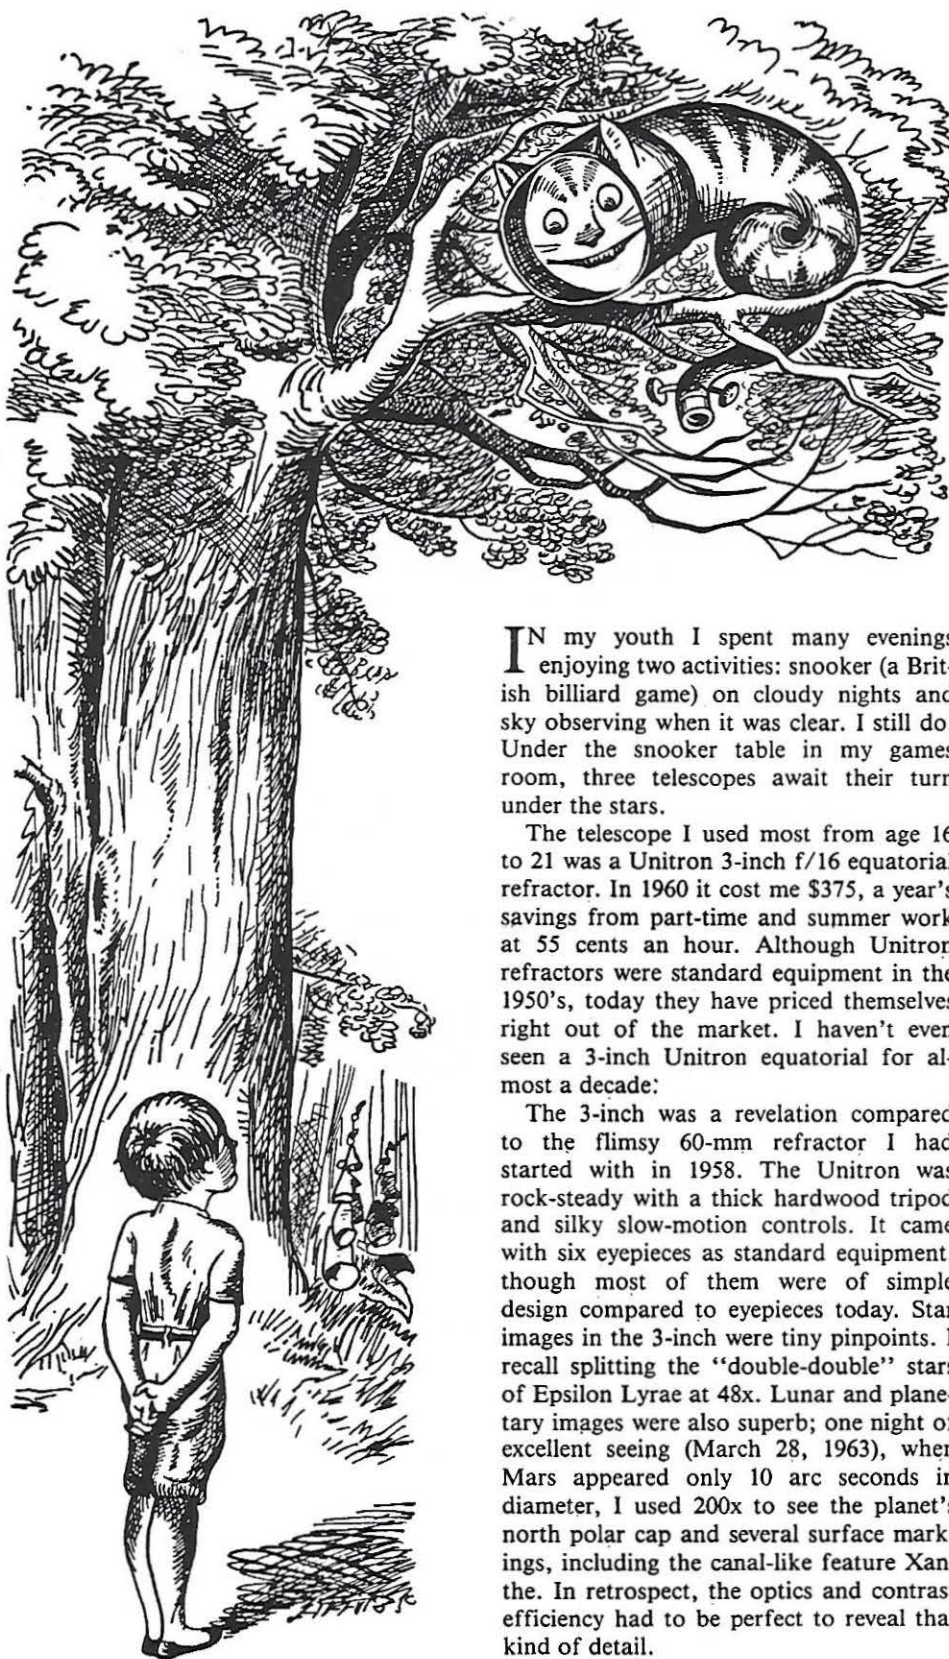 IN my youth I spent many evenings
enjoying two activities: snooker (a Brit-
ish billiard game) on cloudy nights and
sky observing when it was clear. I still do
Under the snooker table in my games
room, three telescopes await their turn
under the stars.
The telescope I used most from age 16
to 21 was a Unitron 3-inch f/16 equatorial
refractor. In 1960 it cost me $375, a year's
savings from part-time and summer work
at 55 cents an hour. Although Unitron
refractors were standard equipment in the
1950's, today they have priced themselves
right out of the market. I haven't even
seen a 3-inch Unitron equatorial for al-
most a decade.
The 3-inch was a revelation compared
to the flimsy 60-mm refractor I had
started with in 1958. The Unitron was
rock-steady with a thick hardwood tripo
and silky slow-motion controls. It came
with six eyepieces as standard equipment
though most of them were of simple
design compared to eyepieces today. Sta
images in the 3-inch were tiny pinpoints. I
recall splitting the "double-double" stars
of Epsilon Lyrae at 48x. Lunar and plane-
tary images were also superb; one night of
excellent seeing (March 28, 1963), when
Mars appeared only 10 arc seconds in
diameter, I used 200x to see the planet's
north polar cap and several surface mark-
ings, including the canal-like feature Xan-
the. In retrospect, the optics and contrast
efficiency had to be perfect to reveal that
kind of detail.